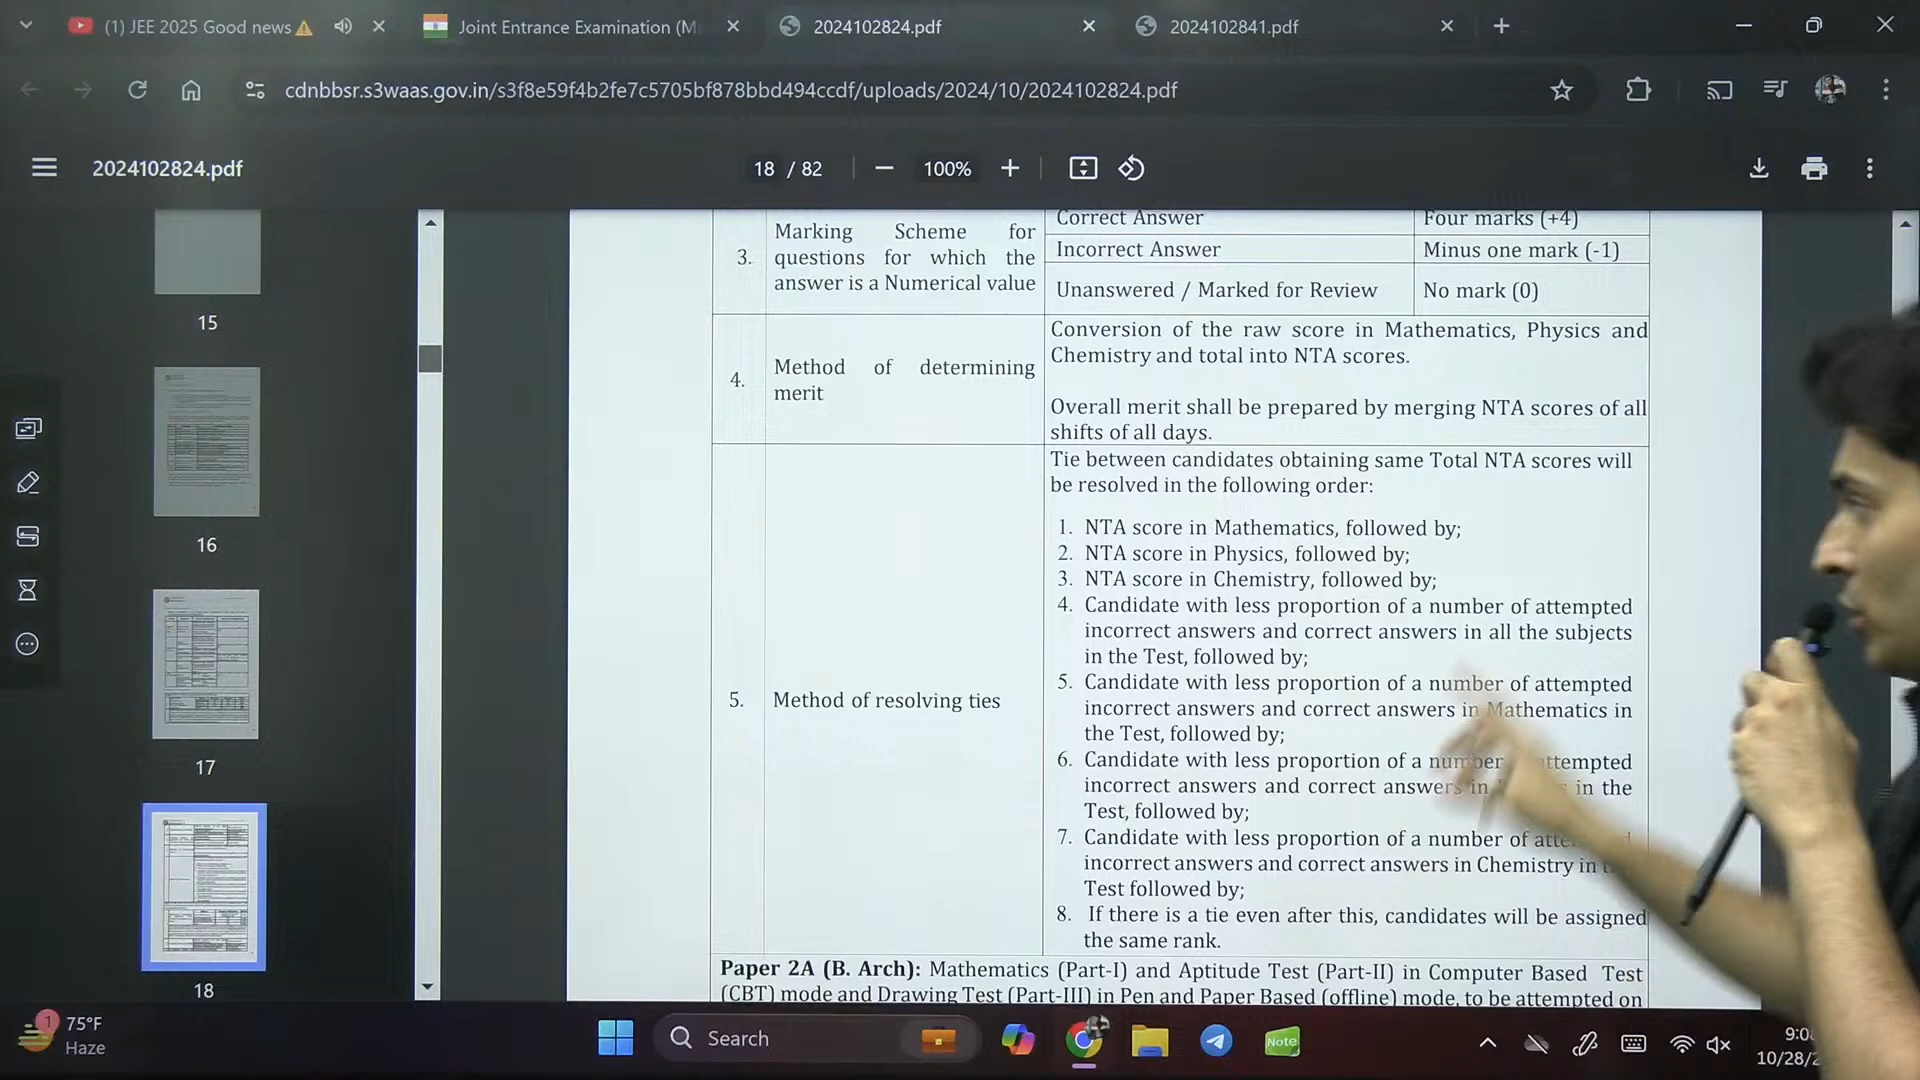 (1) JEE 2025 Good news
Joint Entrance Examination (M
2024102824.pdf
2024102841.pdf
cdnbbsr.s3waas.gov.in/s3f8e59f4b2fe7c5705bf878bbd494ccdf/uploads/2024/10/2024102824.pdf
2024102824.pdf
18 / 82
100%
15
16
17
18
3.
Marking Scheme for
questions for which the
answer is a Numerical value
Correct Answer
Four marks (+4)
Incorrect Answer
Minus one mark (-1)
Unanswered / Marked for Review
No mark (0)
4.
Method of determining
merit
Conversion of the raw score in Mathematics, Physics and
Chemistry and total into NTA scores.
Overall merit shall be prepared by merging NTA scores of all
shifts of all days.
5.
Method of resolving ties
Tie between candidates obtaining same Total NTA scores will
be resolved in the following order:
1. NTA score in Mathematics, followed by;
2. NTA score in Physics, followed by;
3. NTA score in Chemistry, followed by;
4. Candidate with less proportion of a number of attempted
incorrect answers and correct answers in all the subjects
in the Test, followed by;
5. Candidate with less proportion of a number of attempted
incorrect answers and correct answers in Mathematics in
the Test, followed by;
6. Candidate with less proportion of a number attempted
incorrect answers and correct answers in in the
Test, followed by;
7. Candidate with less proportion of a number of
incorrect answers and correct answers in Chemistry in
Test followed by;
8. If there is a tie even after this, candidates will be assigned
the same rank.
Paper 2A (B. Arch): Mathematics (Part-I) and Aptitude Test (Part-II) in Computer Based Test
(CBT) mode and Drawing Test (Part-III) in Pen and Paper Based (offline) mode, to be attempted on
1
75°F
Haze
Search
Note
9:0
10/28/2